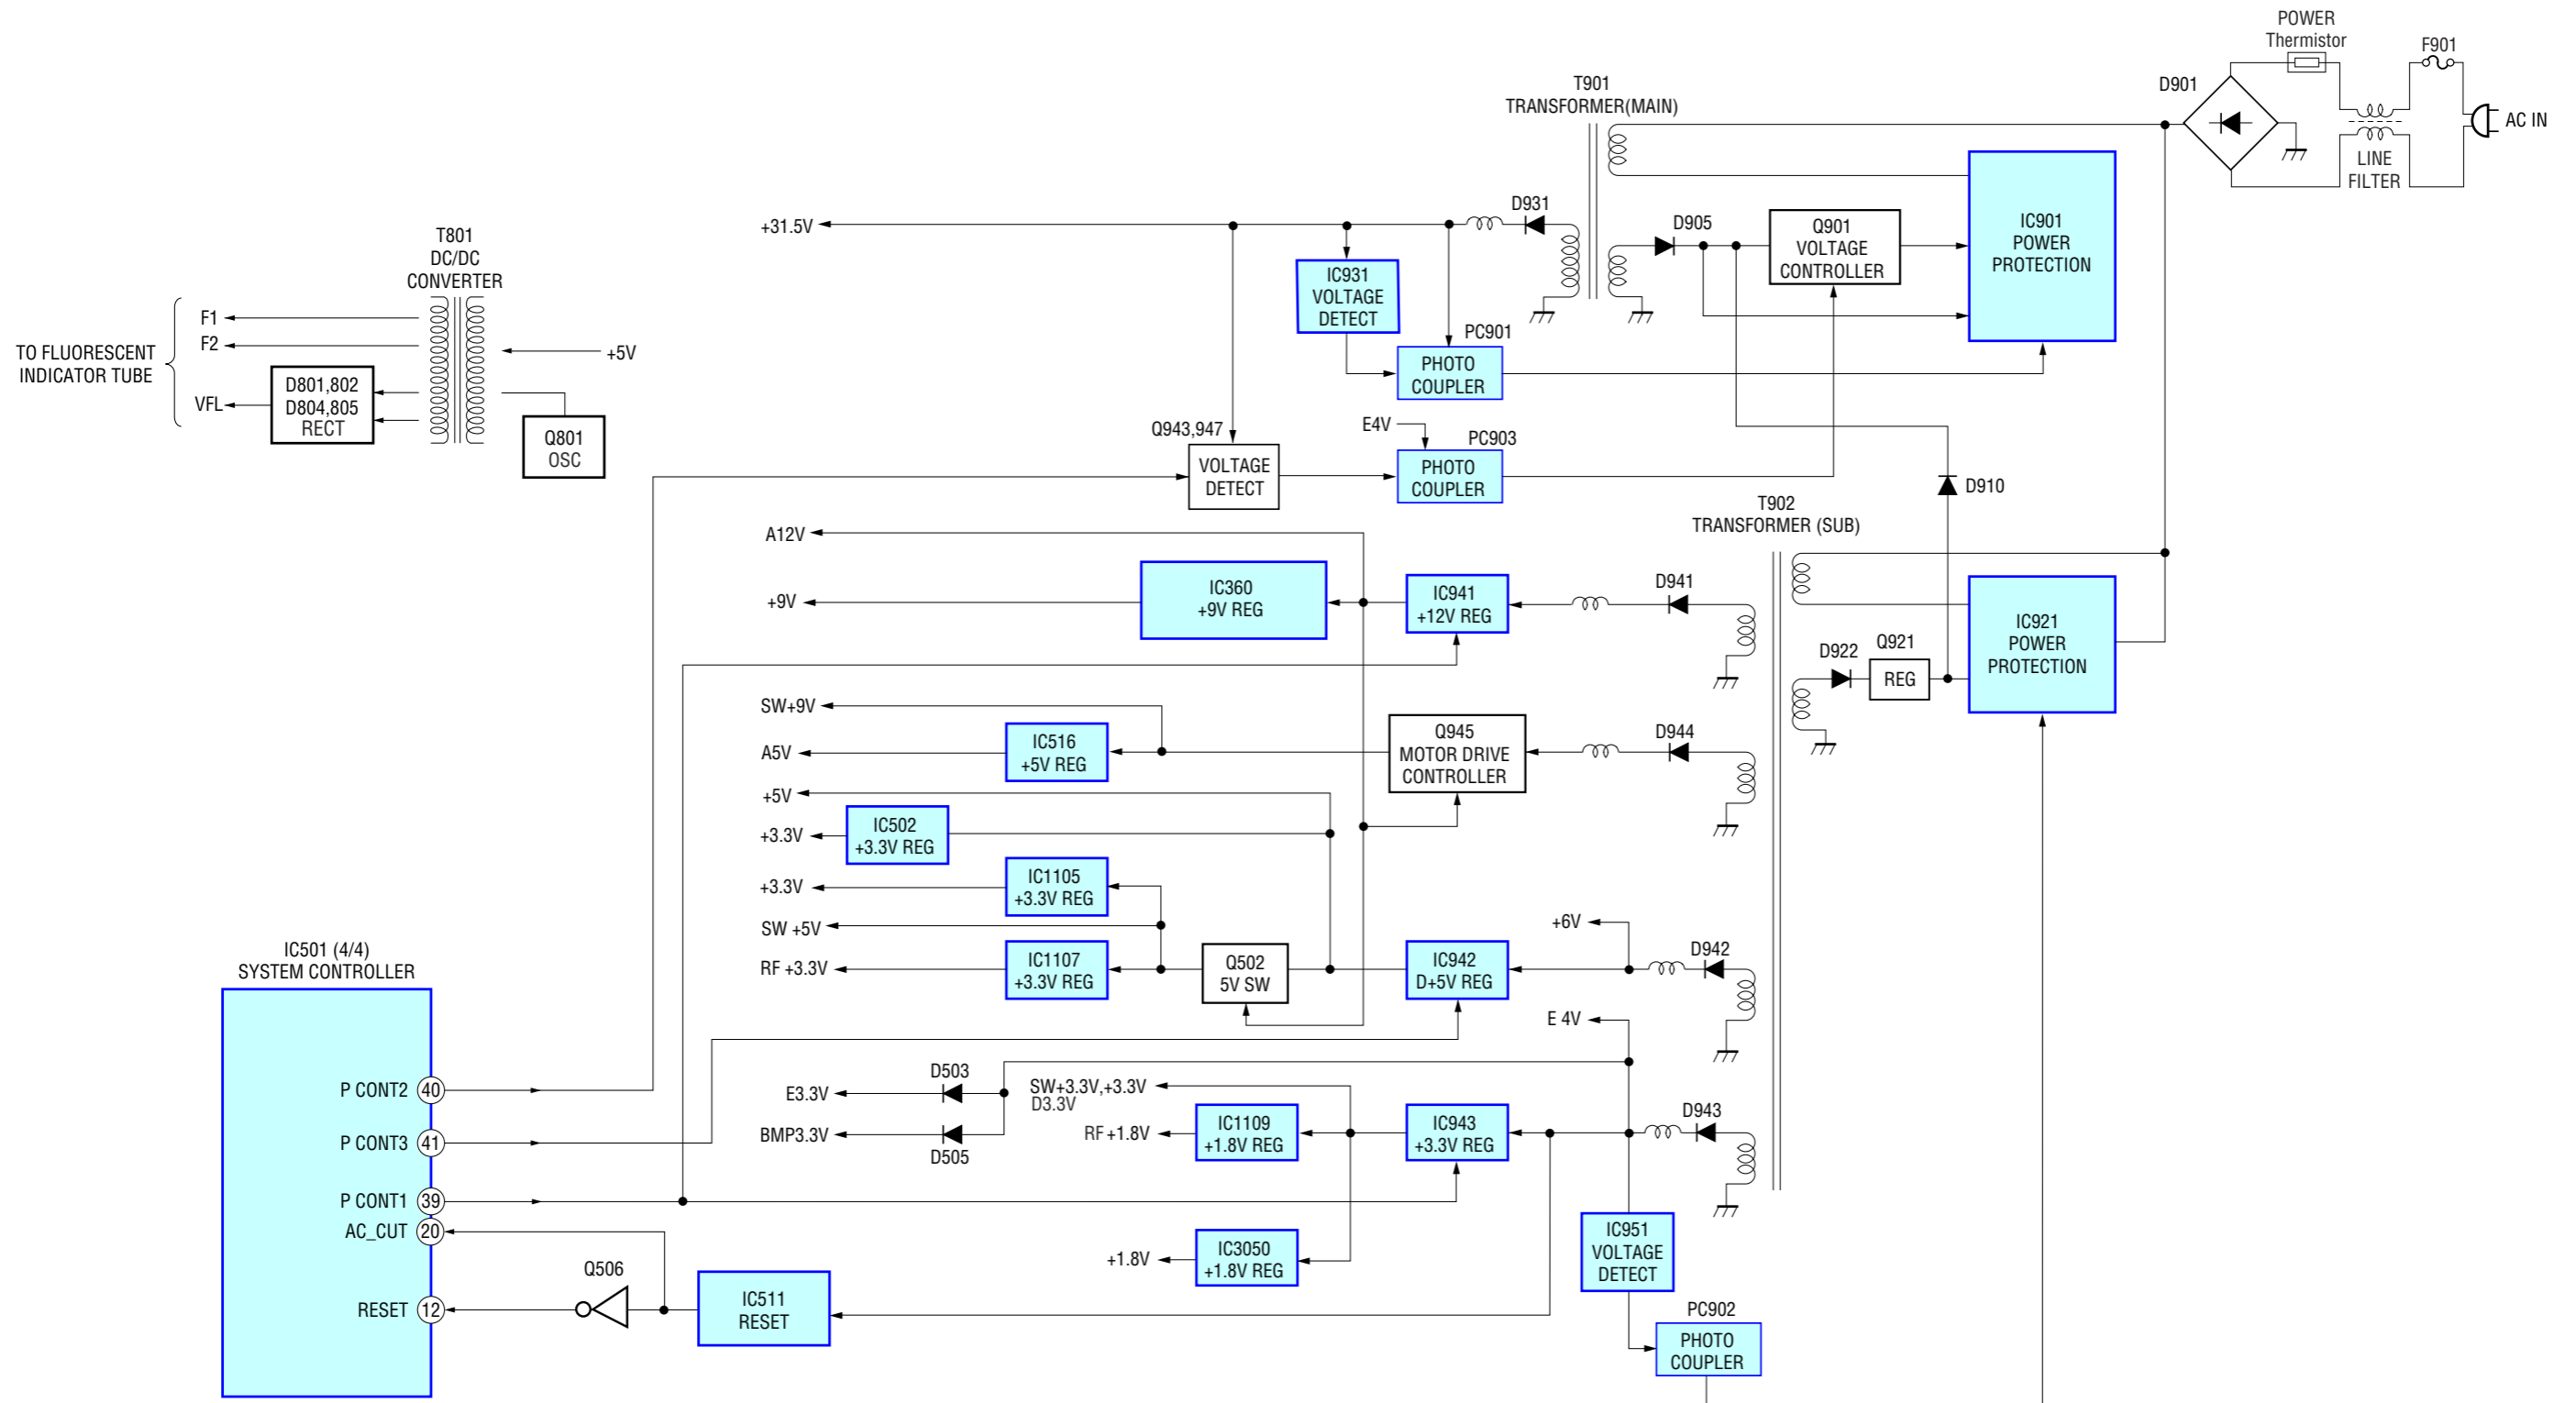 POWER
Thermistor
F901
D901
AC IN
LINE
FILTER
T901
TRANSFORMER(MAIN)
IC901
POWER
PROTECTION
+31.5V
D931
D905
Q901
VOLTAGE
CONTROLLER
IC931
VOLTAGE
DETECT
PC901
PHOTO
COUPLER
T801
DC/DC
CONVERTER
F1
F2
TO FLUORESCENT
INDICATOR TUBE
+5V
D801,802
D804,805
RECT
VFL
Q801
OSC
Q943,947
VOLTAGE
DETECT
E4V
PC903
PHOTO
COUPLER
D910
T902
TRANSFORMER (SUB)
A12V
+9V
IC360
+9V REG
IC941
+12V REG
D941
IC921
POWER
PROTECTION
D922
Q921
REG
SW+9V
A5V
IC516
+5V REG
Q945
MOTOR DRIVE
CONTROLLER
D944
+5V
+3.3V
IC502
+3.3V REG
+3.3V
IC1105
+3.3V REG
SW +5V
RF +3.3V
IC1107
+3.3V REG
Q502
5V SW
IC942
D+5V REG
+6V
D942
E 4V
IC501 (4/4)
SYSTEM CONTROLLER
P CONT2
40
P CONT3
41
P CONT1
39
AC_CUT
20
RESET
12
E3.3V
D503
BMP3.3V
D505
SW+3.3V,+3.3V
D3.3V
RF +1.8V
IC1109
+1.8V REG
IC943
+3.3V REG
D943
+1.8V
IC3050
+1.8V REG
IC951
VOLTAGE
DETECT
Q506
IC511
RESET
PC902
PHOTO
COUPLER